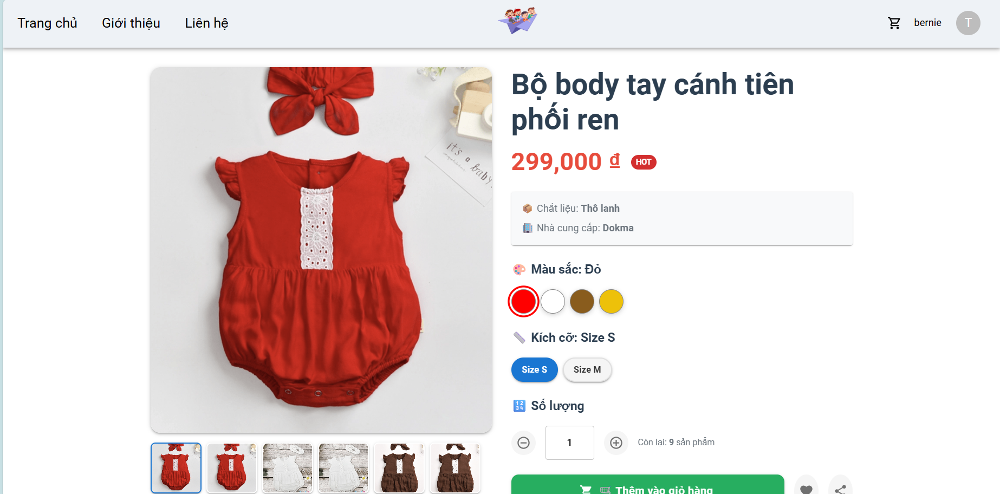 Trang chủ
Giới thiệu
Liên hệ
bernie
T
it's a baby
Bộ body tay cánh tiên
phối ren
299,000 ₫
HOT
Chất liệu: Thô lanh
Nhà cung cấp: Dokma
Màu sắc: Đỏ
Kích cỡ: Size S
Size S
Size M
Số lượng
1
Còn lại: 9 sản phẩm
Thêm vào giỏ hàng